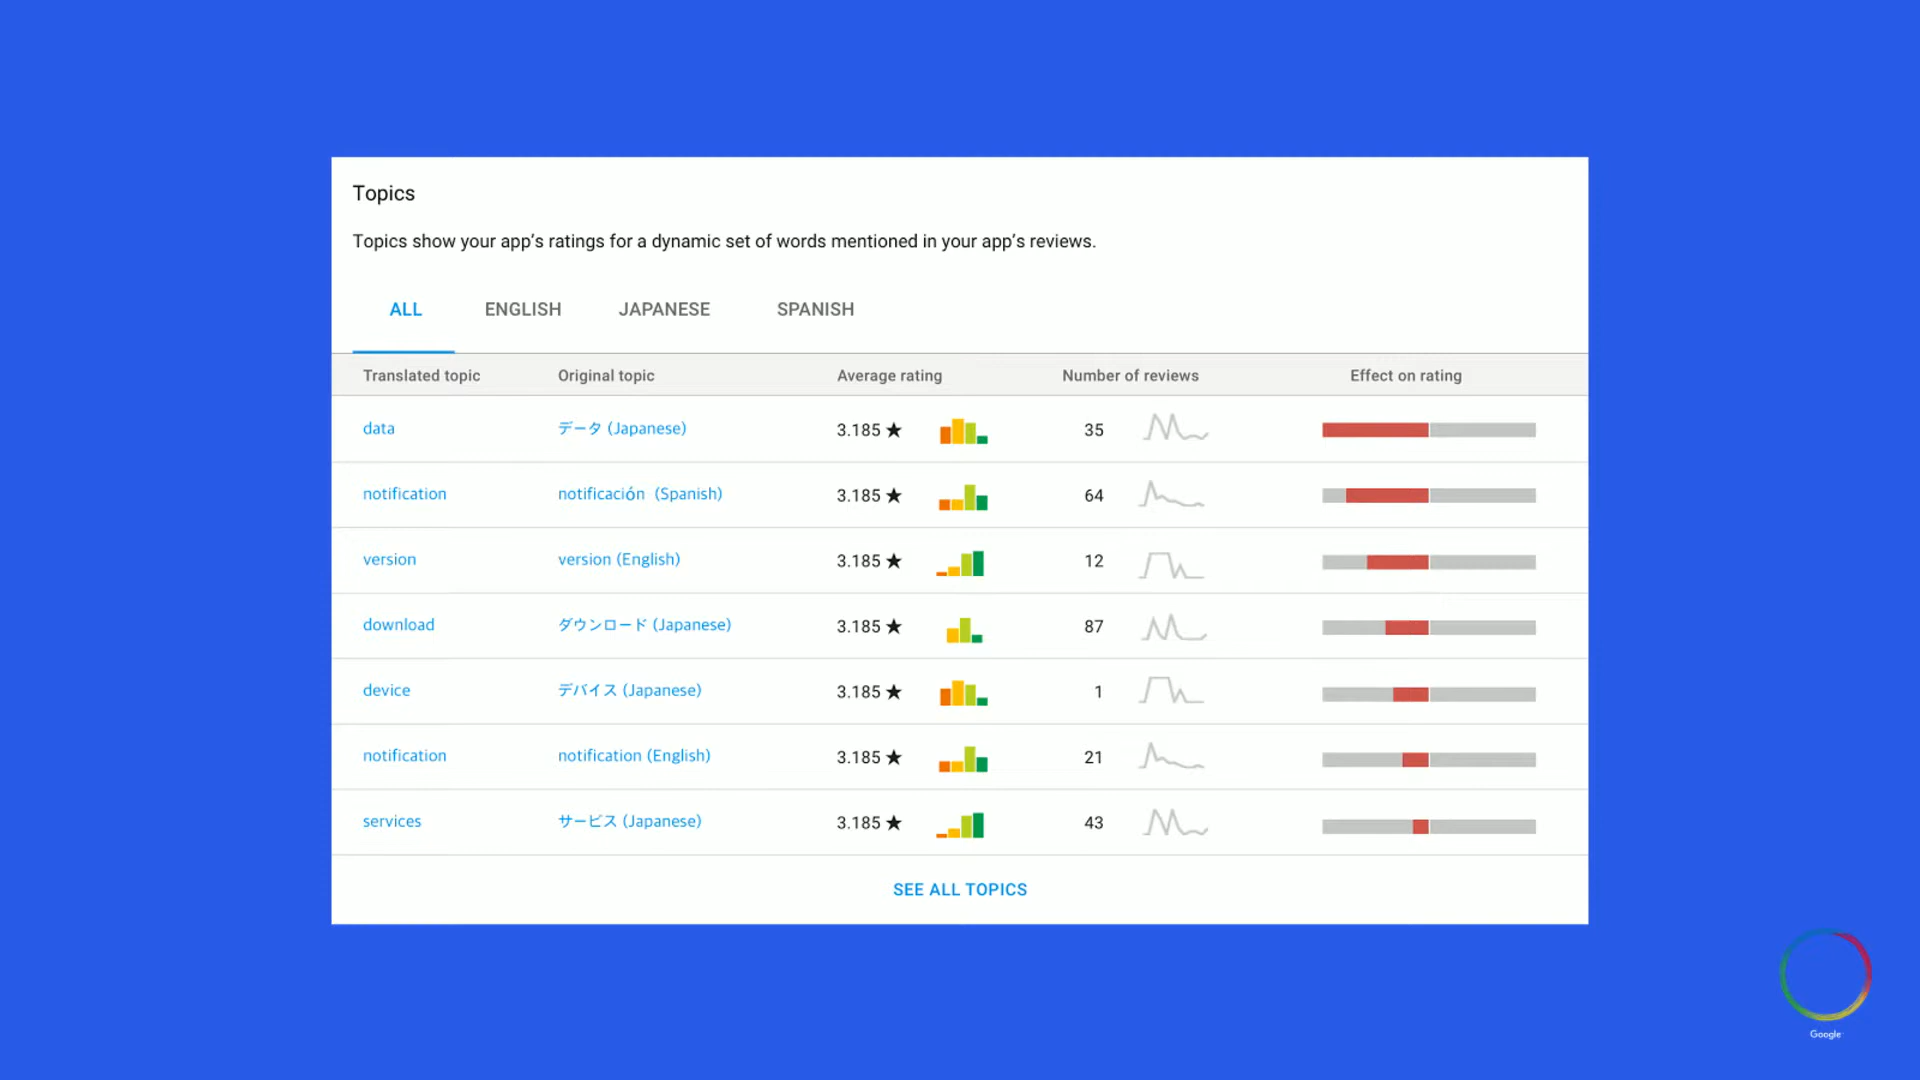 Topics
Topics show your app's ratings for a dynamic set of words mentioned in your app's reviews.
ALL ENGLISH JAPANESE SPANISH
Translated topic Original topic Average rating Number of reviews Effect on rating
data データ (Japanese) 3.185 ★ 35
notification notificación (Spanish) 3.185 ★ 64
version version (English) 3.185 ★ 12
download ダウンロード (Japanese) 3.185 ★ 87
device デバイス (Japanese) 3.185 ★ 1
notification notification (English) 3.185 ★ 21
services サービス (Japanese) 3.185 ★ 43
SEE ALL TOPICS
Google